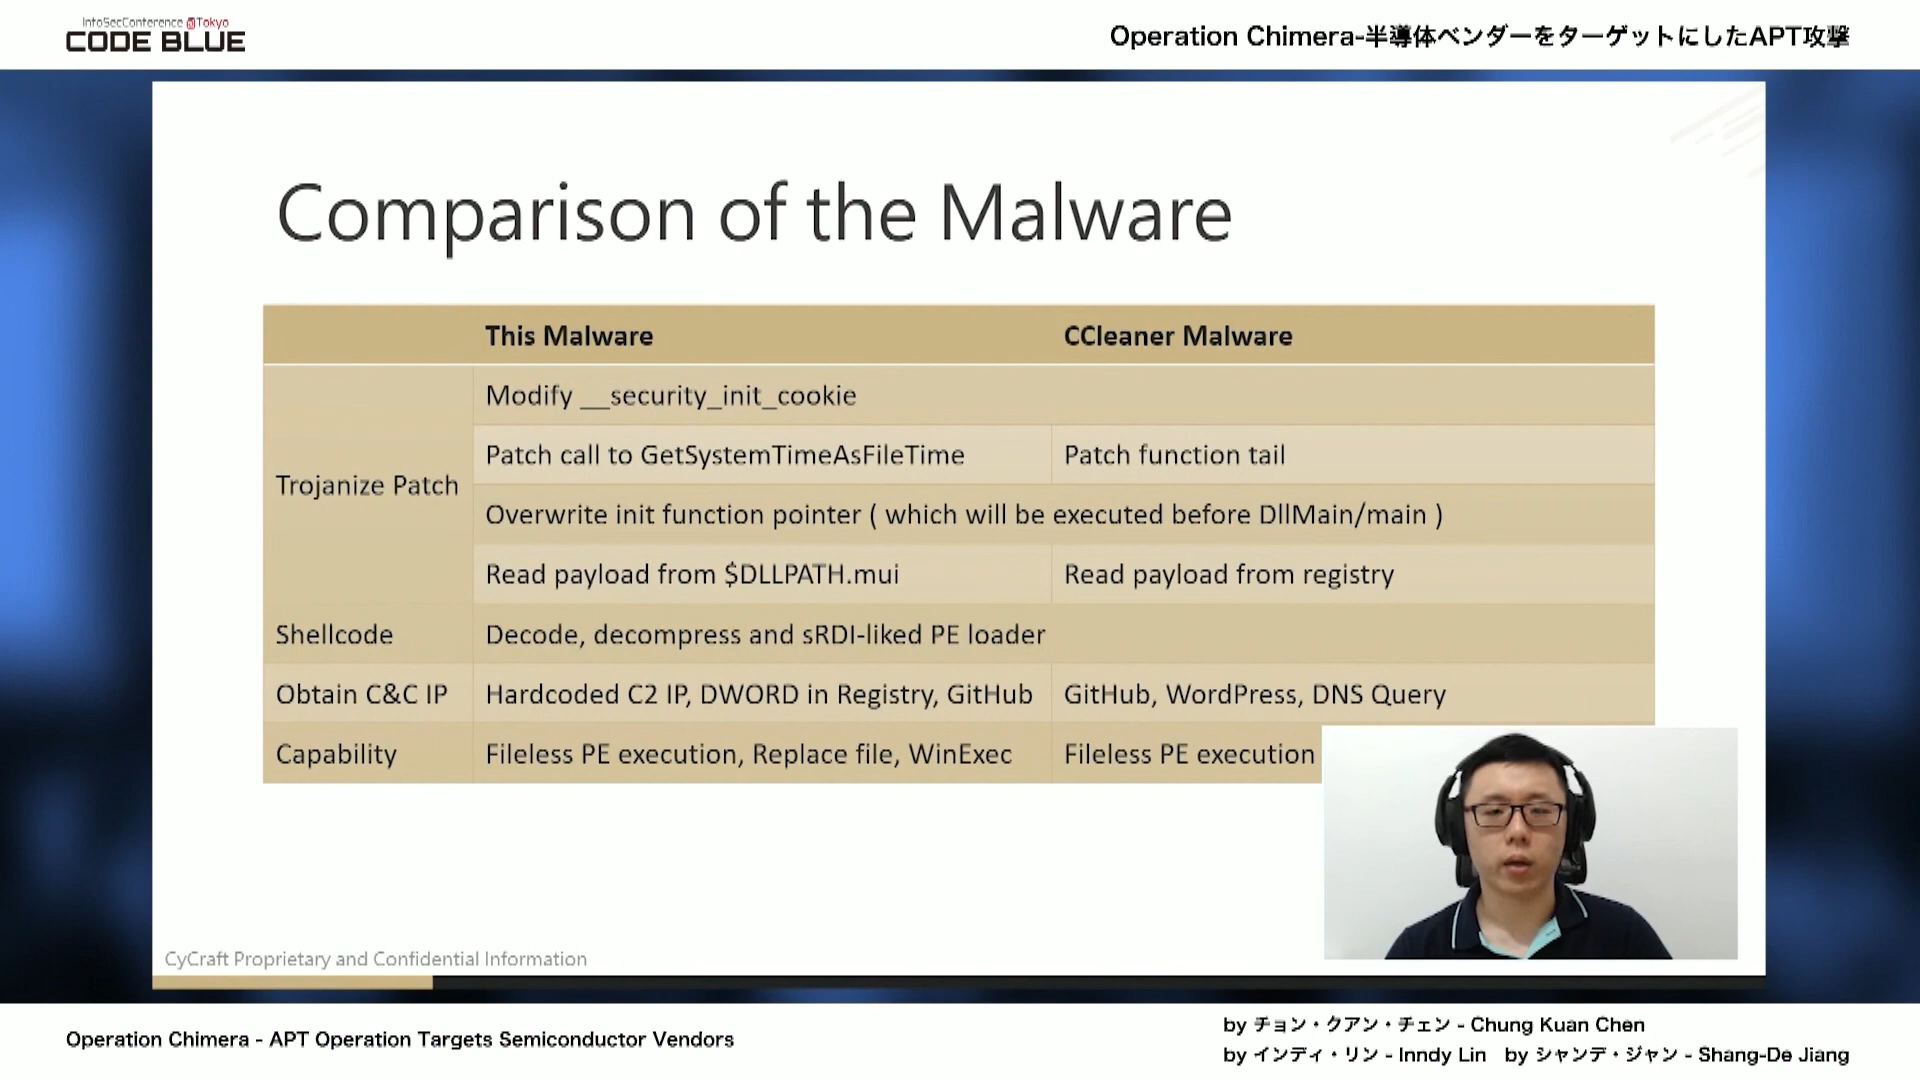 InfoSecConference @Tokyo
CODE BLUE
Operation Chimera-半導体ベンダーをターゲットにしたAPT攻撃
Comparison of the Malware
This Malware CCleaner Malware
Trojanize Patch
Modify __security_init_cookie
Patch call to GetSystemTimeAsFileTime Patch function tail
Overwrite init function pointer ( which will be executed before DllMain/main )
Read payload from $DLLPATH.mui Read payload from registry
Shellcode Decode, decompress and sRDI-liked PE loader
Obtain C&C IP Hardcoded C2 IP, DWORD in Registry, GitHub GitHub, WordPress, DNS Query
Capability Fileless PE execution, Replace file, WinExec Fileless PE execution
CyCraft Proprietary and Confidential Information
Operation Chimera - APT Operation Targets Semiconductor Vendors
by チョン・クアン・チェン - Chung Kuan Chen
by インディ・リン - Inndy Lin by シャンデ・ジャン - Shang-De Jiang